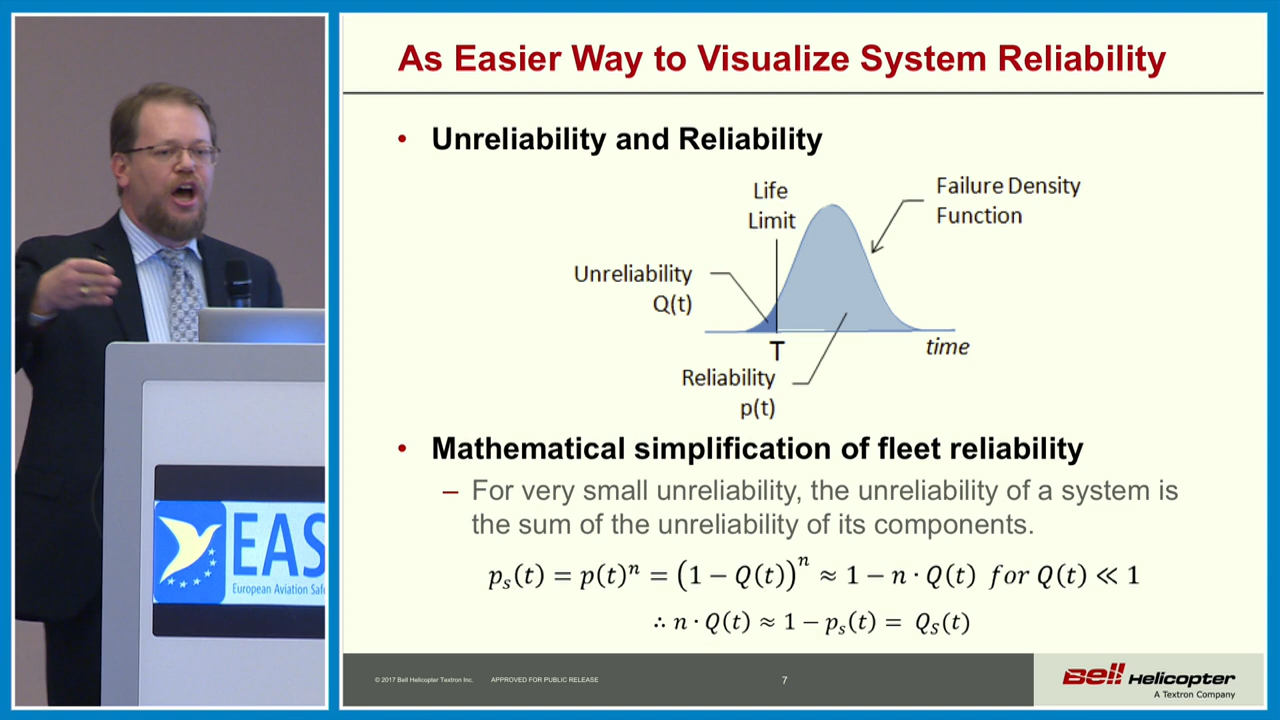 As Easier Way to Visualize System Reliability
• Unreliability and Reliability
Life
Limit
Failure Density
Function
Unreliability
Q(t)
T
time
Reliability
p(t)
• Mathematical simplification of fleet reliability
– For very small unreliability, the unreliability of a system is
the sum of the unreliability of its components.
pₛ(t) = p(t)ⁿ = (1 − Q(t))ⁿ ≈ 1 − n · Q(t) for Q(t) ≪ 1
∴ n · Q(t) ≈ 1 − pₛ(t) = Qₛ(t)
© 2017 Bell Helicopter Textron Inc. APPROVED FOR PUBLIC RELEASE
7
Bell Helicopter
A Textron Company
EAS
European Aviation Safe